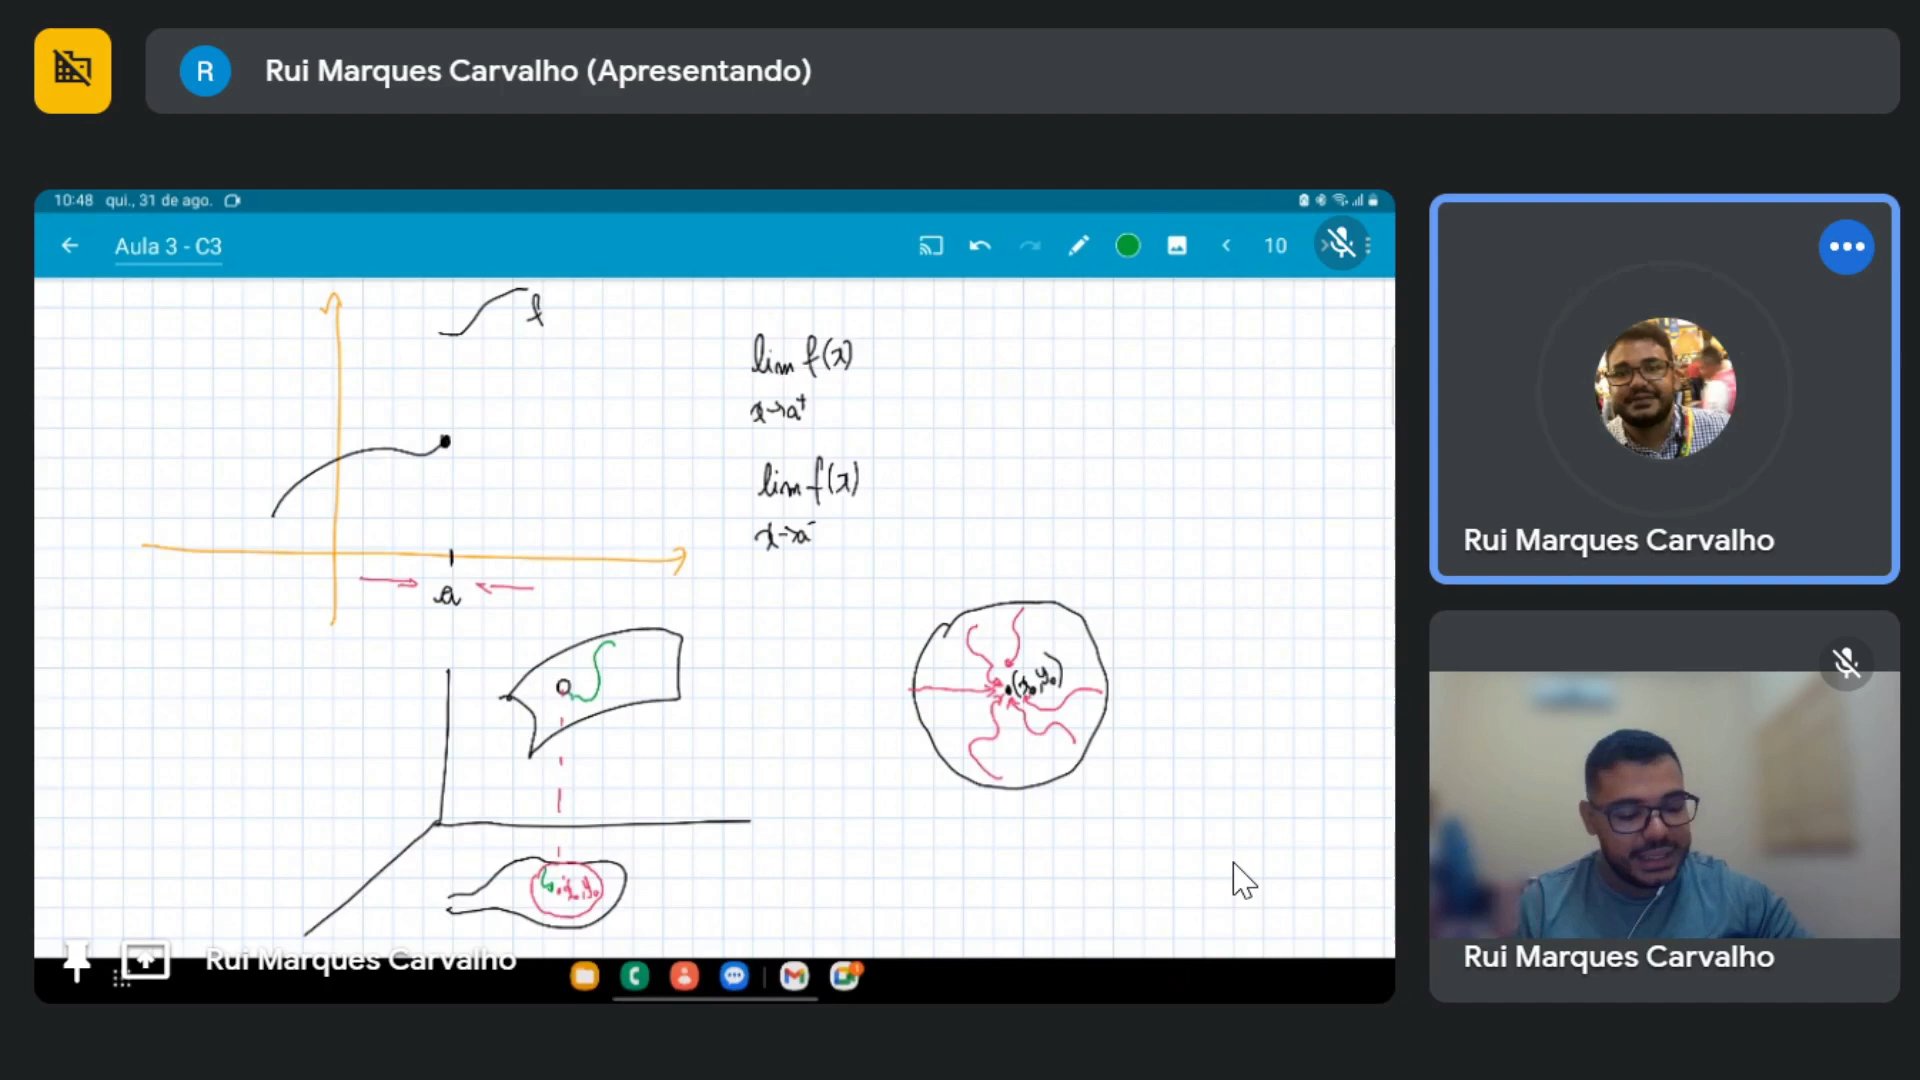 R Rui Marques Carvalho (Apresentando)
10:48 qui., 31 de ago.
Aula 3 - C3
10
f
lim f(x)
x→a⁺
lim f(x)
x→a⁻
a
(x₀,y₀)
x₀,y₀
Rui Marques Carvalho
Rui Marques Carvalho
Rui Marques Carvalho